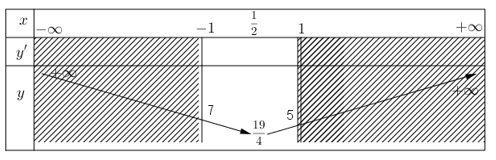 x −∞ −1 1/2 1 +∞
y′
y +∞ 7 19/4 5 +∞